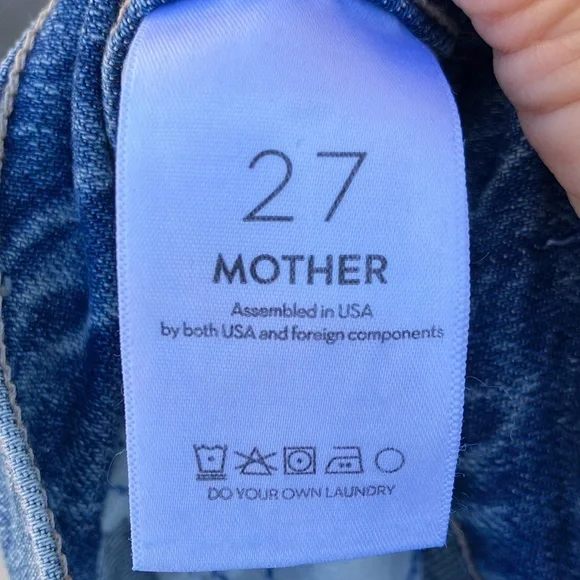 27
MOTHER
Assembled in USA
by both USA and foreign components
DO YOUR OWN LAUNDRY